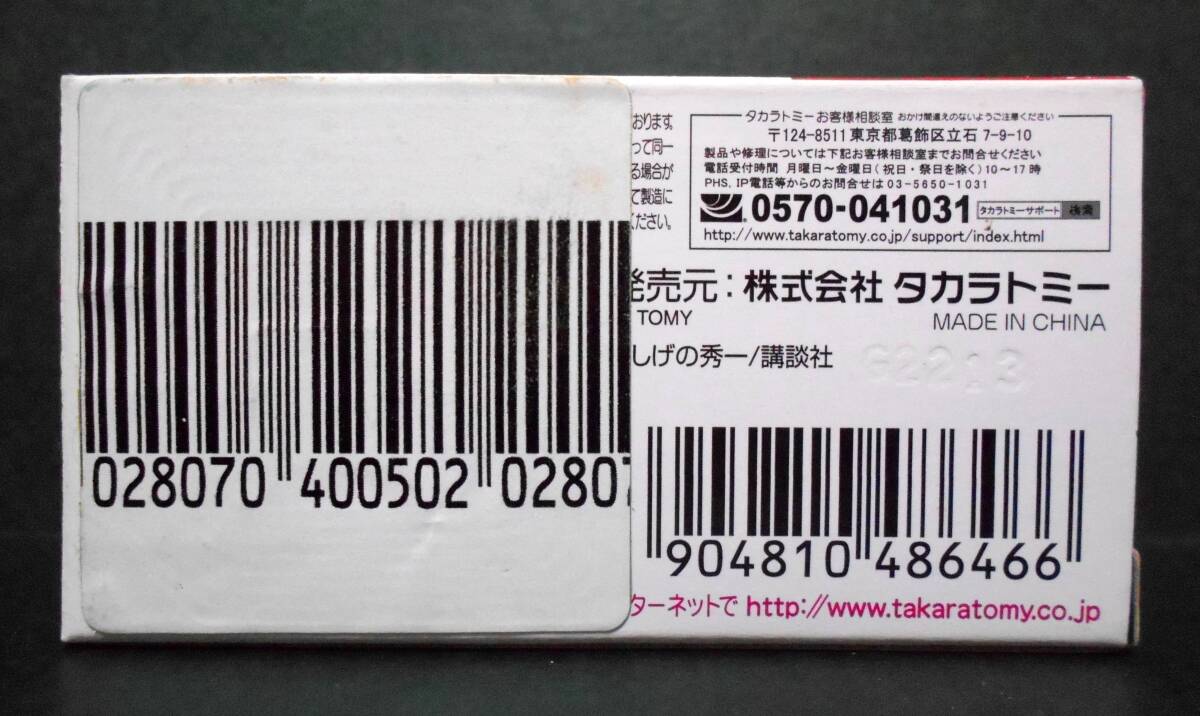 おります。
って同一
る場合が
て製造に
ください。
タカラトミーお客様相談室 おかけ間違えのないようご注意ください
〒124-8511 東京都葛飾区立石 7-9-10
製品や修理については下記お客様相談室までお問合せください
電話受付時間 月曜日〜金曜日(祝日・祭日を除く)10〜17時
PHS, IP電話等からのお問合せは 03-5650-1031
0570-041031 タカラトミーサポート 検索
http://www.takaratomy.co.jp/support/index.html
発売元:株式会社 タカラトミー
TOMY MADE IN CHINA
しげの秀一/講談社
G2213
028070 400502 0280
904810 486466
ターネットで http://www.takaratomy.co.jp